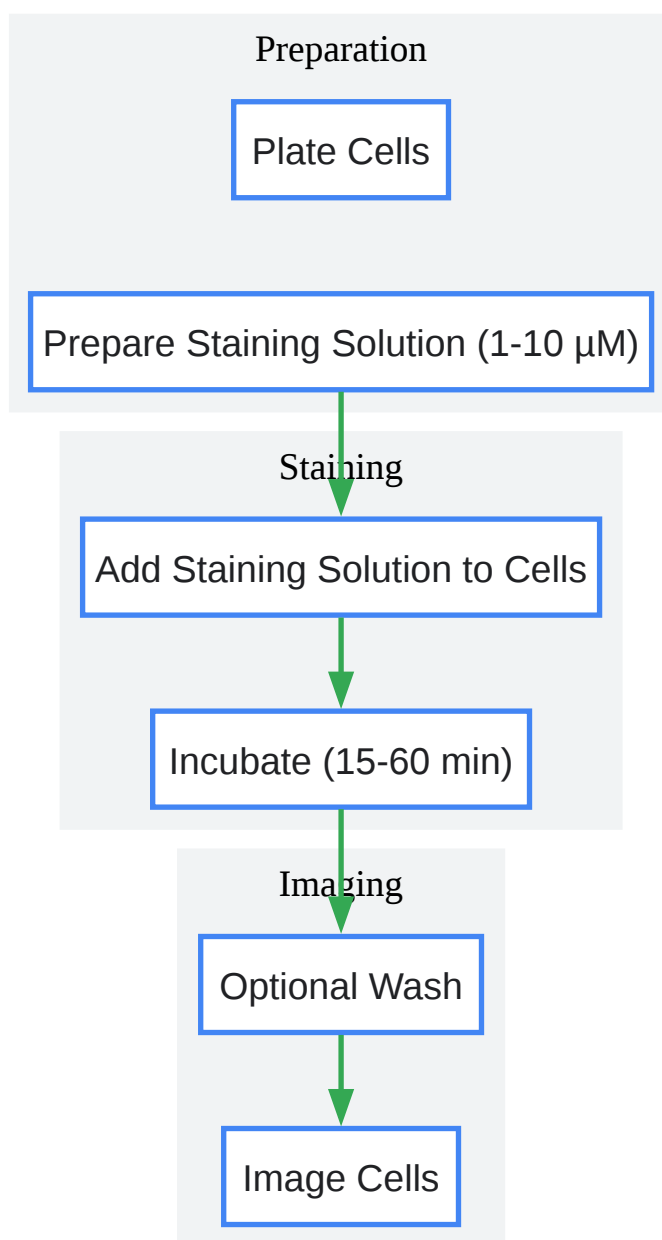 Preparation
Plate Cells
Prepare Staining Solution (1-10 µM)
Staining
Add Staining Solution to Cells
Incubate (15-60 min)
Imaging
Optional Wash
Image Cells